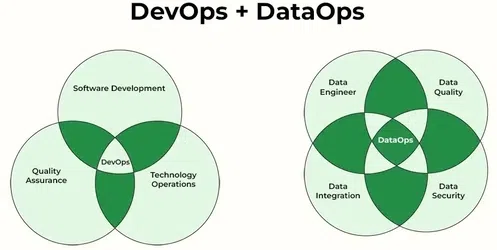 DevOps + DataOps
Software Development
DevOps
Quality
Assurance
Technology
Operations
Data
Engineer
Data
Quality
DataOps
Data
Integration
Data
Security